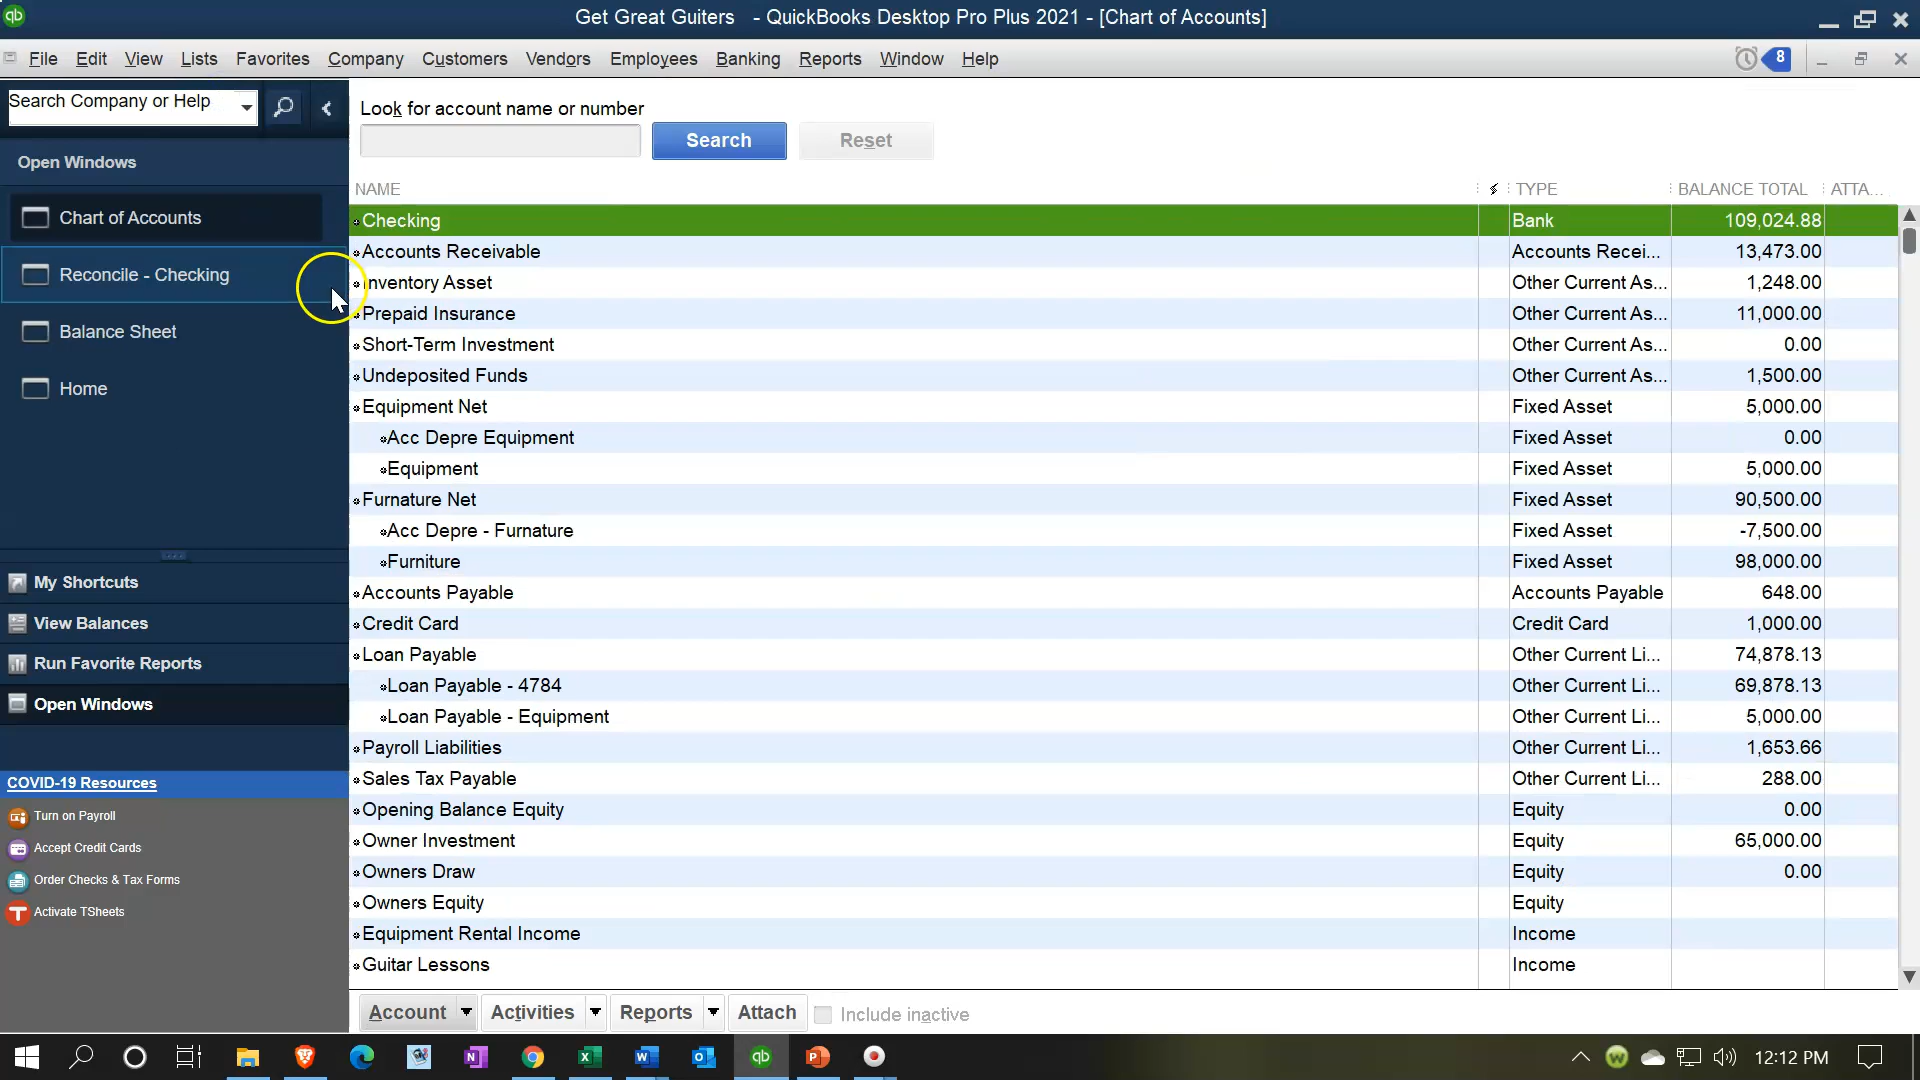 Get Great Guiters - QuickBooks Desktop Pro Plus 2021 - [Chart of Accounts]
File Edit View Lists Favorites Company Customers Vendors Employees Banking Reports Window Help
8
Search Company or Help
Open Windows
Chart of Accounts
Reconcile - Checking
Balance Sheet
Home
My Shortcuts
View Balances
Run Favorite Reports
Open Windows
COVID-19 Resources
Turn on Payroll
Accept Credit Cards
Order Checks & Tax Forms
Activate TSheets
Look for account name or number
Search Reset
NAME TYPE BALANCE TOTAL ATTA...
Checking Bank 109,024.88
Accounts Receivable Accounts Recei... 13,473.00
Inventory Asset Other Current As... 1,248.00
Prepaid Insurance Other Current As... 11,000.00
Short-Term Investment Other Current As... 0.00
Undeposited Funds Other Current As... 1,500.00
Equipment Net Fixed Asset 5,000.00
Acc Depre Equipment Fixed Asset 0.00
Equipment Fixed Asset 5,000.00
Furnature Net Fixed Asset 90,500.00
Acc Depre - Furnature Fixed Asset -7,500.00
Furniture Fixed Asset 98,000.00
Accounts Payable Accounts Payable 648.00
Credit Card Credit Card 1,000.00
Loan Payable Other Current Li... 74,878.13
Loan Payable - 4784 Other Current Li... 69,878.13
Loan Payable - Equipment Other Current Li... 5,000.00
Payroll Liabilities Other Current Li... 1,653.66
Sales Tax Payable Other Current Li... 288.00
Opening Balance Equity Equity 0.00
Owner Investment Equity 65,000.00
Owners Draw Equity 0.00
Owners Equity Equity
Equipment Rental Income Income
Guitar Lessons Income
Account Activities Reports Attach Include inactive
12:12 PM